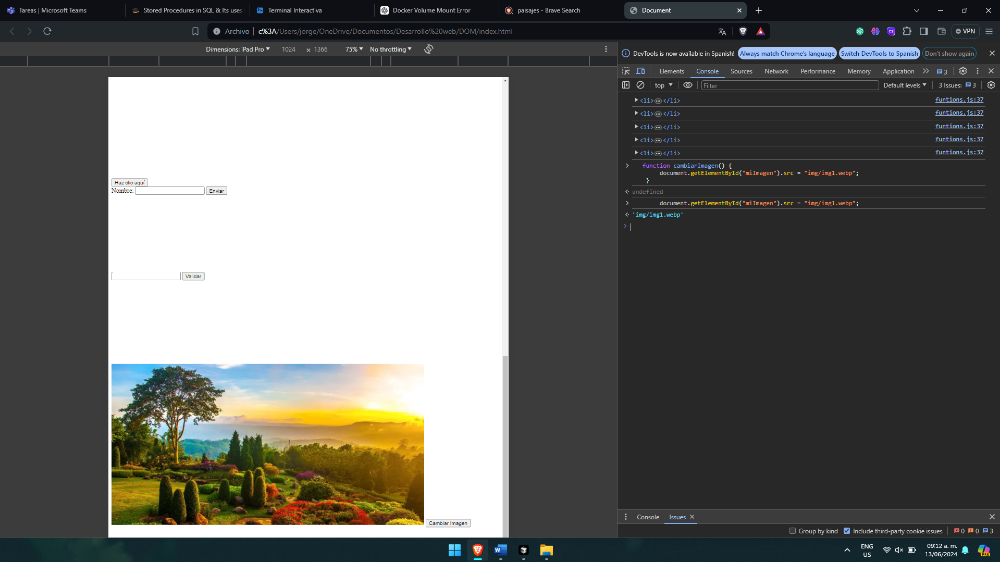 Tareas | Microsoft Teams
Stored Procedures in SQL & Its uses
Terminal Interactiva
Docker Volume Mount Error
paisajes - Brave Search
Document
Archivo
c%3A/Users/jorge/OneDrive/Documentos/Desarrollo%20web/DOM/index.html
VPN
Dimensions: iPad Pro
1024
×
1366
75%
No throttling
DevTools is now available in Spanish!
Always match Chrome's language
Switch DevTools to Spanish
Don't show again
Elements
Console
Sources
Network
Performance
Memory
Application
3
top
Filter
Default levels
3 Issues:
3
<li>…</li>
funtions.js:37
<li>…</li>
funtions.js:37
<li>…</li>
funtions.js:37
<li>…</li>
funtions.js:37
<li>…</li>
funtions.js:37
function cambiarImagen() {
document.getElementById("miImagen").src = "img/img1.webp";
}
undefined
document.getElementById("miImagen").src = "img/img1.webp";
'img/img1.webp'
Haz clic aquí
Nombre:
Enviar
Validar
Cambiar Imagen
Console
Issues
Group by kind
Include third-party cookie issues
0
0
3
ENG
US
09:12 a. m.
13/06/2024
PRE